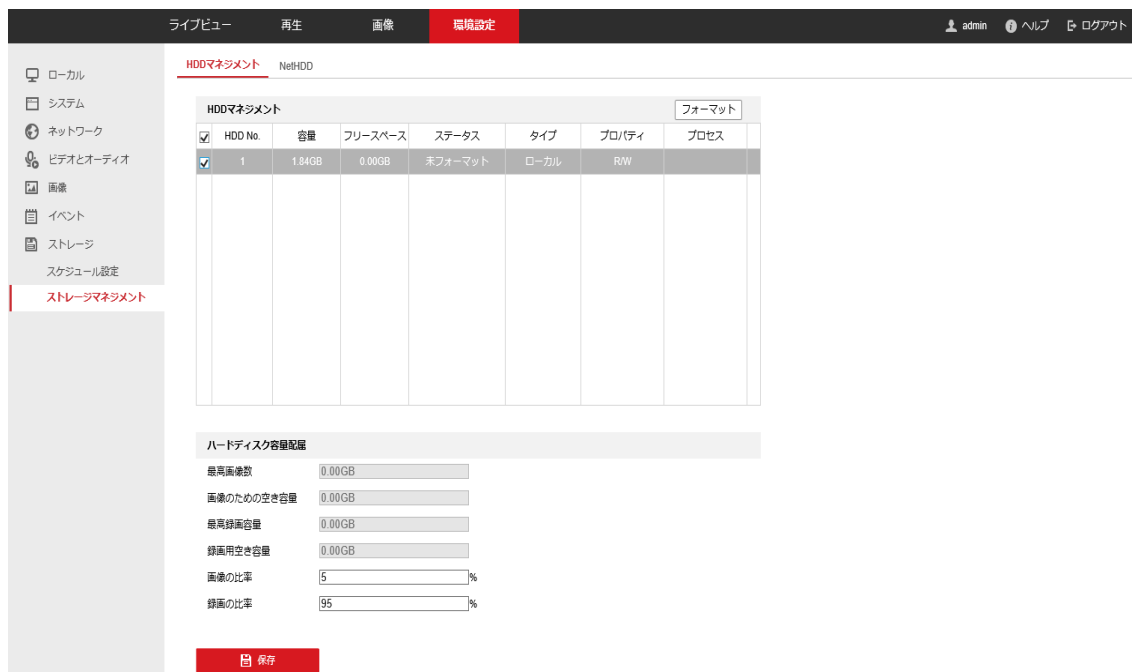 ライブビュー 再生 画像 環境設定 admin ヘルプ ログアウト
HDDマネジメント NetHDD
ローカル
システム
ネットワーク
ビデオとオーディオ
画像
イベント
ストレージ
スケジュール設定
ストレージマネジメント
HDDマネジメント フォーマット
HDD No. 容量 フリースペース ステータス タイプ プロパティ プロセス
1 1.84GB 0.00GB 未フォーマット ローカル R/W
ハードディスク容量配属
最高画像数 0.00GB
画像のための空き容量 0.00GB
最高録画容量 0.00GB
録画用空き容量 0.00GB
画像の比率 5 %
録画の比率 95 %
保存